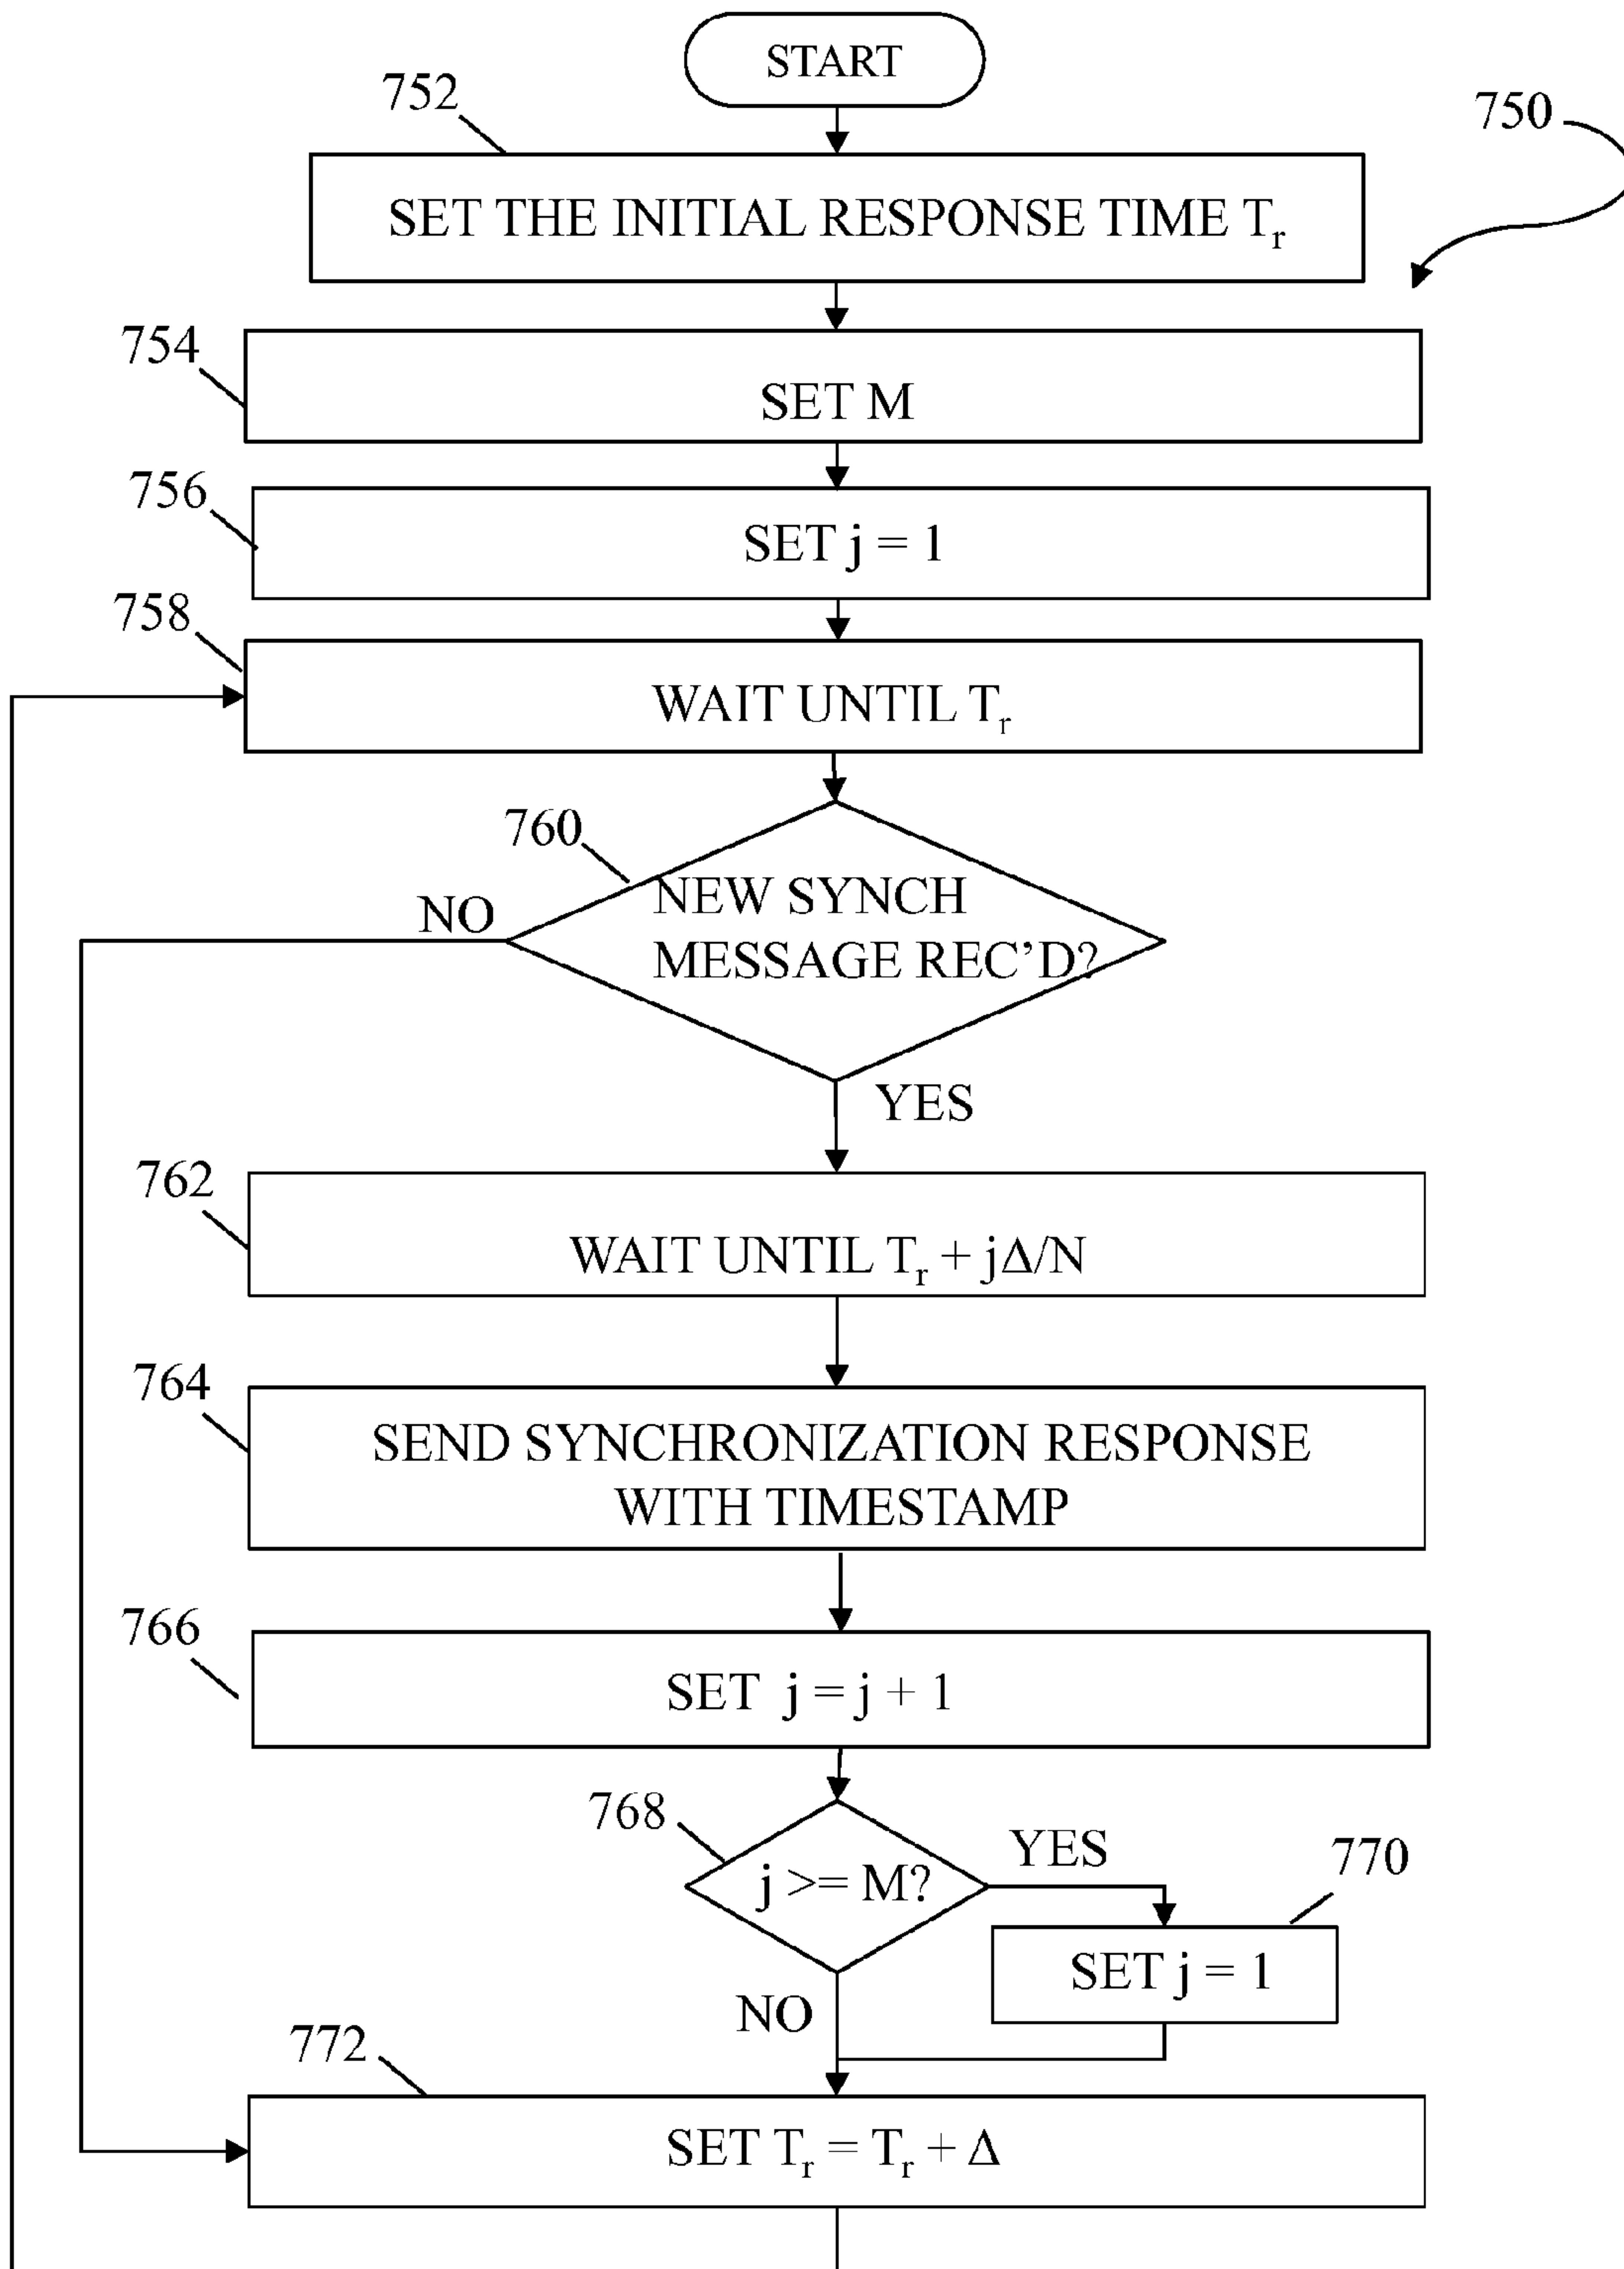 START
752
750
SET THE INITIAL RESPONSE TIME Tᵣ
754
SET M
756
SET j = 1
758
WAIT UNTIL Tᵣ
760
NO
NEW SYNCH
MESSAGE REC’D?
YES
762
WAIT UNTIL Tᵣ + jΔ/N
764
SEND SYNCHRONIZATION RESPONSE
WITH TIMESTAMP
766
SET j = j + 1
768
j >= M?
YES
770
SET j = 1
NO
772
SET Tᵣ = Tᵣ + Δ